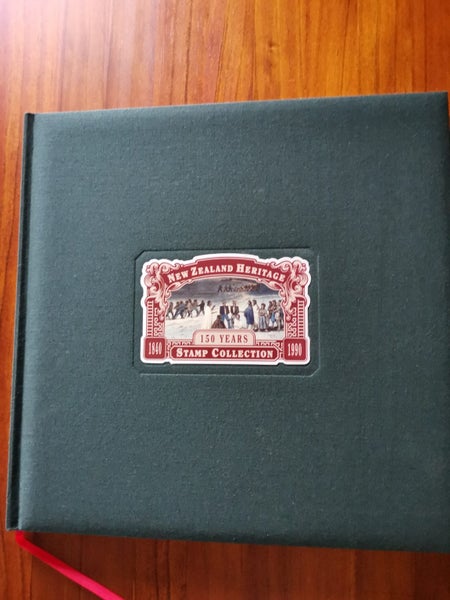 New Zealand Heritage
150 YEARS
1840 Stamp Collection 1990